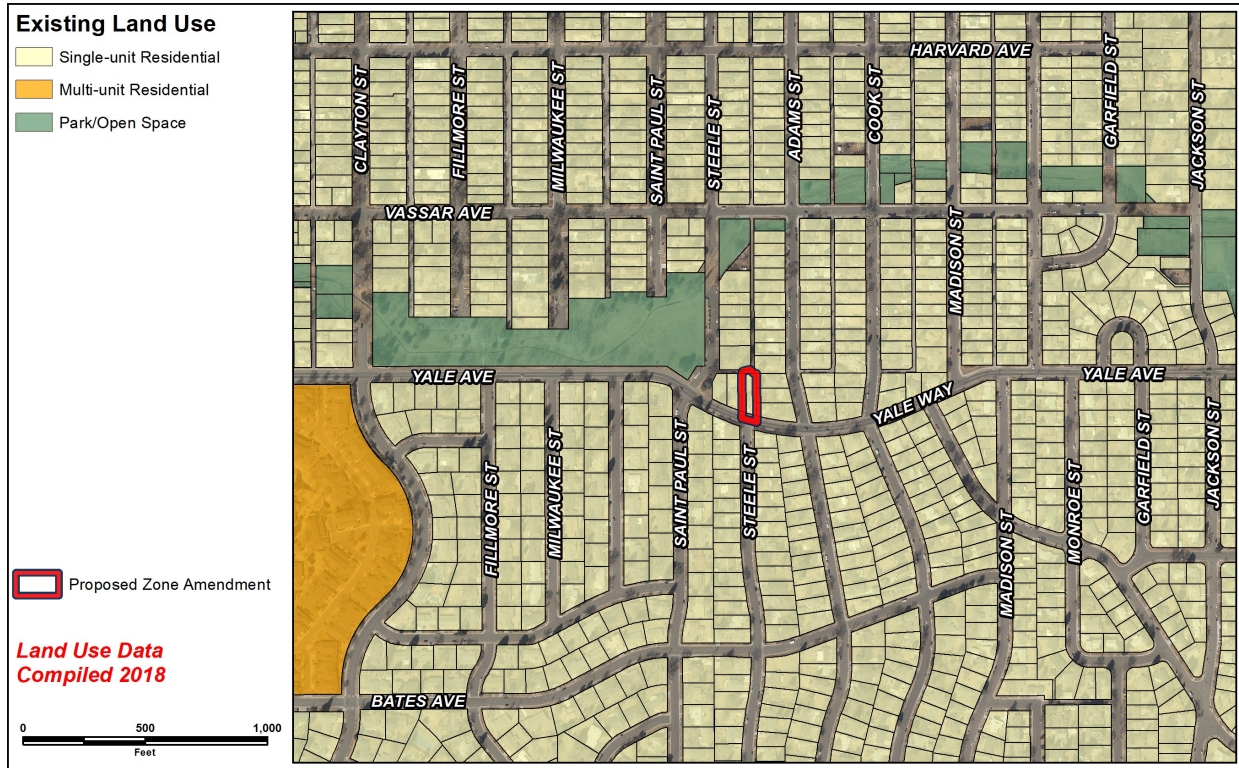 Existing Land Use
Single-unit Residential
Multi-unit Residential
Park/Open Space
Proposed Zone Amendment
Land Use Data
Compiled 2018
0 500 1,000
Feet
HARVARD AVE
CLAYTON ST
FILLMORE ST
MILWAUKEE ST
SAINT PAUL ST
STEELE ST
ADAMS ST
COOK ST
GARFIELD ST
JACKSON ST
VASSAR AVE
MADISON ST
YALE AVE
YALE AVE
YALE WAY
FILLMORE ST
MILWAUKEE ST
SAINT PAUL ST
STEELE ST
MADISON ST
MONROE ST
GARFIELD ST
JACKSON ST
BATES AVE